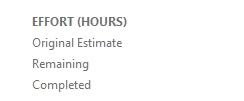 EFFORT (HOURS)
Original Estimate
Remaining
Completed